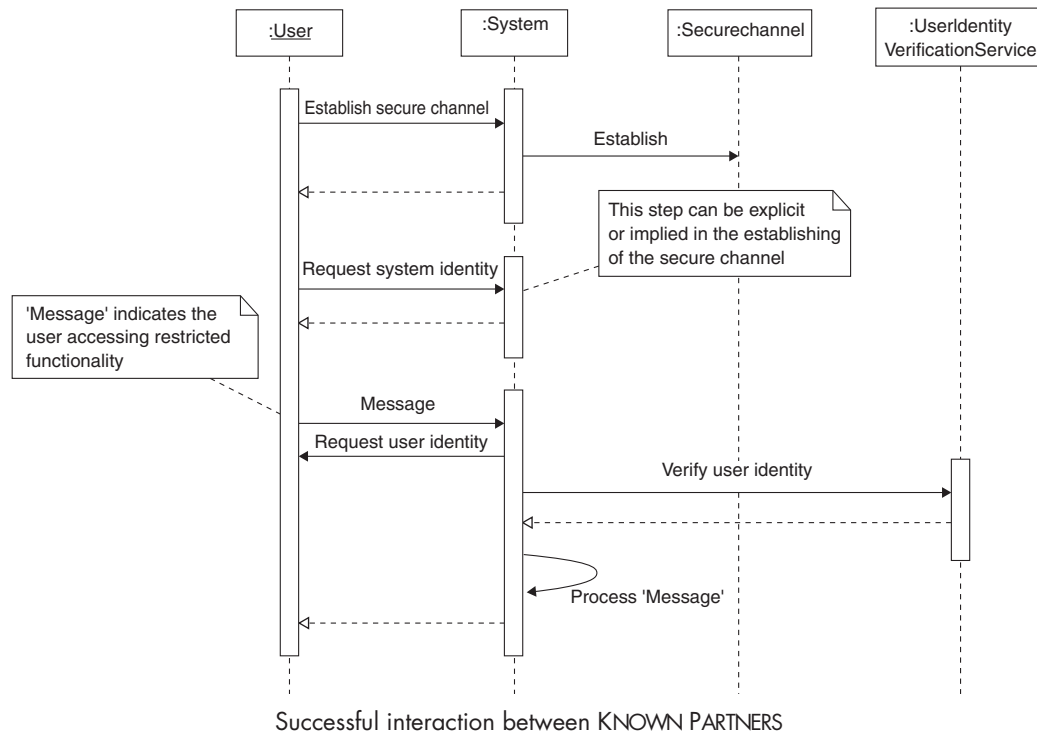 :User
:System
:Securechannel
:UserIdentity
VerificationService
Establish secure channel
Establish
This step can be explicit
or implied in the establishing
of the secure channel
Request system identity
'Message' indicates the
user accessing restricted
functionality
Message
Request user identity
Verify user identity
Process 'Message'
Successful interaction between KNOWN PARTNERS